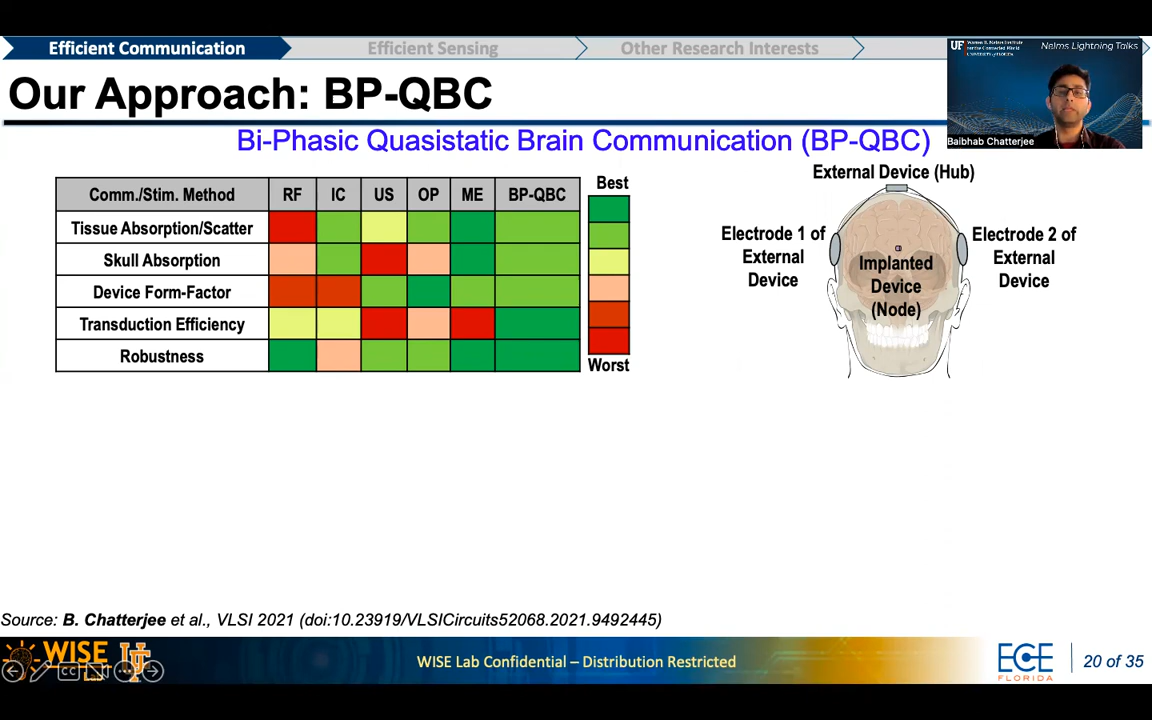 Efficient Communication
Efficient Sensing
Other Research Interests
Our Approach: BP-QBC
UF
Nelms Lightning Talks
Baibhab Chatterjee
Bi-Phasic Quasistatic Brain Communication (BP-QBC)
Comm./Stim. Method RF IC US OP ME BP-QBC
Tissue Absorption/Scatter
Skull Absorption
Device Form-Factor
Transduction Efficiency
Robustness
Best
Worst
External Device (Hub)
Electrode 1 of
External
Device
Implanted
Device
(Node)
Electrode 2 of
External
Device
Source: B. Chatterjee et al., VLSI 2021 (doi:10.23919/VLSICircuits52068.2021.9492445)
WISE
WISE Lab Confidential – Distribution Restricted
ECE
FLORIDA
20 of 35